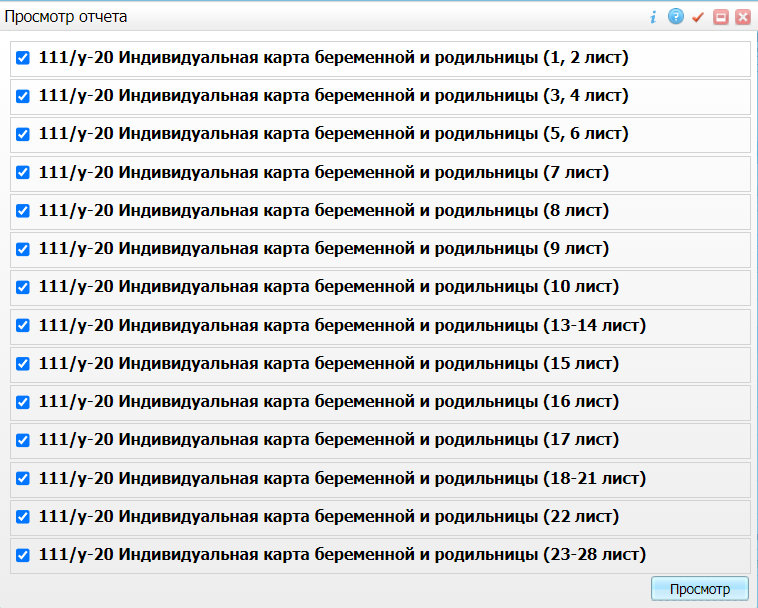 Просмотр отчета
111/у-20 Индивидуальная карта беременной и родильницы (1, 2 лист)
111/у-20 Индивидуальная карта беременной и родильницы (3, 4 лист)
111/у-20 Индивидуальная карта беременной и родильницы (5, 6 лист)
111/у-20 Индивидуальная карта беременной и родильницы (7 лист)
111/у-20 Индивидуальная карта беременной и родильницы (8 лист)
111/у-20 Индивидуальная карта беременной и родильницы (9 лист)
111/у-20 Индивидуальная карта беременной и родильницы (10 лист)
111/у-20 Индивидуальная карта беременной и родильницы (13-14 лист)
111/у-20 Индивидуальная карта беременной и родильницы (15 лист)
111/у-20 Индивидуальная карта беременной и родильницы (16 лист)
111/у-20 Индивидуальная карта беременной и родильницы (17 лист)
111/у-20 Индивидуальная карта беременной и родильницы (18-21 лист)
111/у-20 Индивидуальная карта беременной и родильницы (22 лист)
111/у-20 Индивидуальная карта беременной и родильницы (23-28 лист)
Просмотр